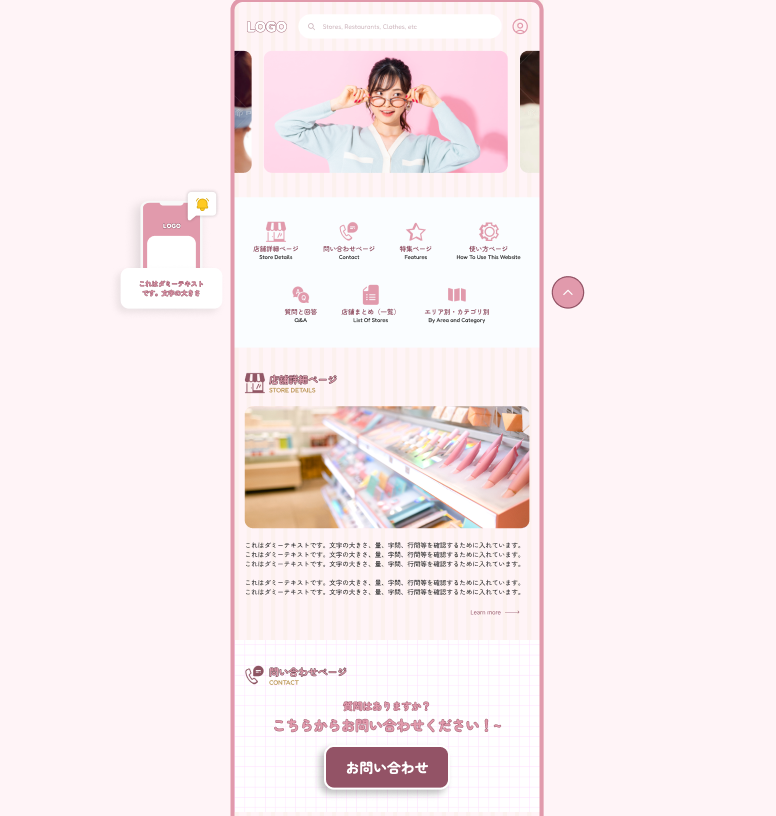 LOGO
Stores, Restaurants, Clothes, etc
LOGO
これはダミーテキスト
です。文字の大きさ
店舗詳細ページ
Store Details
問い合わせページ
Contact
特集ページ
Features
使い方ページ
How To Use This Website
質問と回答
Q&A
店舗まとめ（一覧）
List Of Stores
エリア別・カテゴリ別
By Area and Category
店舗詳細ページ
STORE DETAILS
これはダミーテキストです。文字の大きさ、量、字間、行間等を確認するために入れています。
これはダミーテキストです。文字の大きさ、量、字間、行間等を確認するために入れています。
これはダミーテキストです。文字の大きさ、量、字間、行間等を確認するために入れています。
これはダミーテキストです。文字の大きさ、量、字間、行間等を確認するために入れています。
これはダミーテキストです。文字の大きさ、量、字間、行間等を確認するために入れています。
Learn more
問い合わせページ
CONTACT
質問はありますか？
こちらからお問い合わせください！~
お問い合わせ